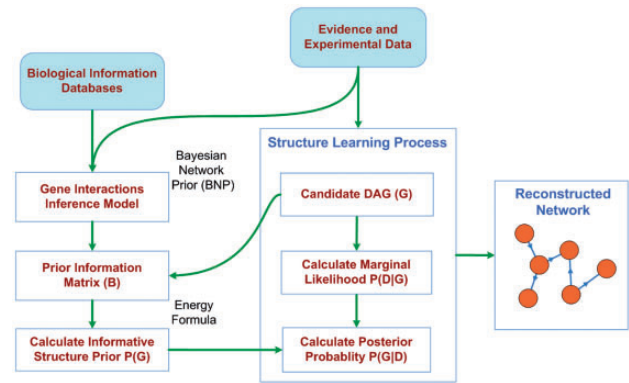 Evidence and
Experimental Data
Biological Information
Databases
Structure Learning Process
Bayesian
Network
Prior (BNP)
Gene Interactions
Inference Model
Candidate DAG (G)
Reconstructed
Network
Prior Information
Matrix (B)
Calculate Marginal
Likelihood P(D|G)
Energy
Formula
Calculate Informative
Structure Prior P(G)
Calculate Posterior
Probablity P(G|D)